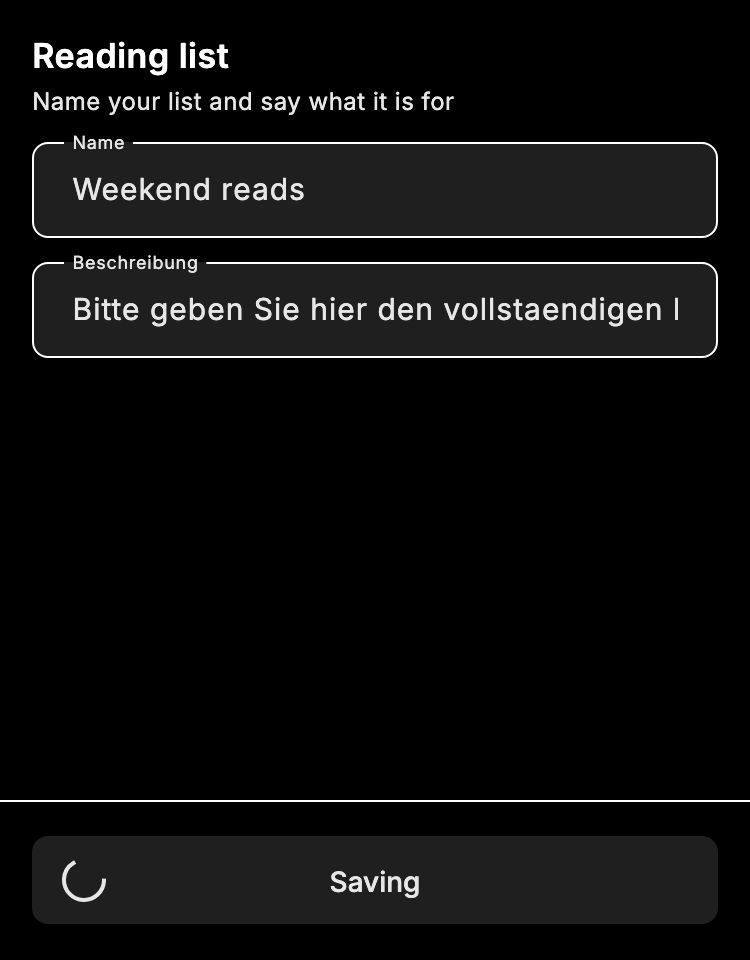 Reading list
Name your list and say what it is for
Name
Weekend reads
Beschreibung
Bitte geben Sie hier den vollstaendigen
Saving